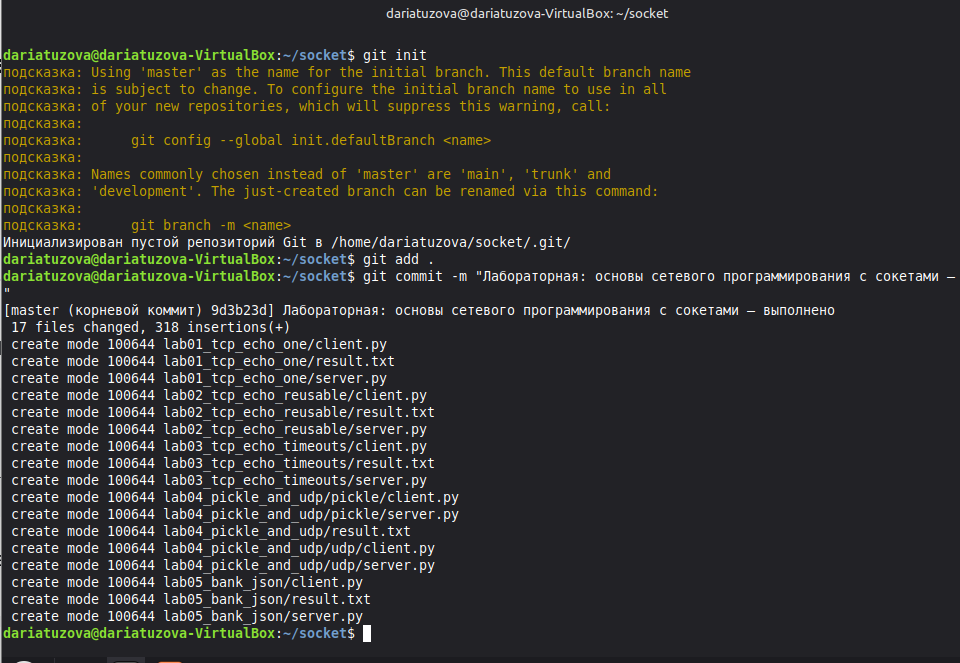 dariatuzova@dariatuzova-VirtualBox: ~/socket
dariatuzova@dariatuzova-VirtualBox:~/socket$ git init
подсказка: Using 'master' as the name for the initial branch. This default branch name
подсказка: is subject to change. To configure the initial branch name to use in all
подсказка: of your new repositories, which will suppress this warning, call:
подсказка:
подсказка:      git config --global init.defaultBranch <name>
подсказка:
подсказка: Names commonly chosen instead of 'master' are 'main', 'trunk' and
подсказка: 'development'. The just-created branch can be renamed via this command:
подсказка:
подсказка:      git branch -m <name>
Инициализирован пустой репозиторий Git в /home/dariatuzova/socket/.git/
dariatuzova@dariatuzova-VirtualBox:~/socket$ git add .
dariatuzova@dariatuzova-VirtualBox:~/socket$ git commit -m "Лабораторная: основы сетевого программирования с сокетами —
"
[master (корневой коммит) 9d3b23d] Лабораторная: основы сетевого программирования с сокетами — выполнено
 17 files changed, 318 insertions(+)
 create mode 100644 lab01_tcp_echo_one/client.py
 create mode 100644 lab01_tcp_echo_one/result.txt
 create mode 100644 lab01_tcp_echo_one/server.py
 create mode 100644 lab02_tcp_echo_reusable/client.py
 create mode 100644 lab02_tcp_echo_reusable/result.txt
 create mode 100644 lab02_tcp_echo_reusable/server.py
 create mode 100644 lab03_tcp_echo_timeouts/client.py
 create mode 100644 lab03_tcp_echo_timeouts/result.txt
 create mode 100644 lab03_tcp_echo_timeouts/server.py
 create mode 100644 lab04_pickle_and_udp/pickle/client.py
 create mode 100644 lab04_pickle_and_udp/pickle/server.py
 create mode 100644 lab04_pickle_and_udp/result.txt
 create mode 100644 lab04_pickle_and_udp/udp/client.py
 create mode 100644 lab04_pickle_and_udp/udp/server.py
 create mode 100644 lab05_bank_json/client.py
 create mode 100644 lab05_bank_json/result.txt
 create mode 100644 lab05_bank_json/server.py
dariatuzova@dariatuzova-VirtualBox:~/socket$